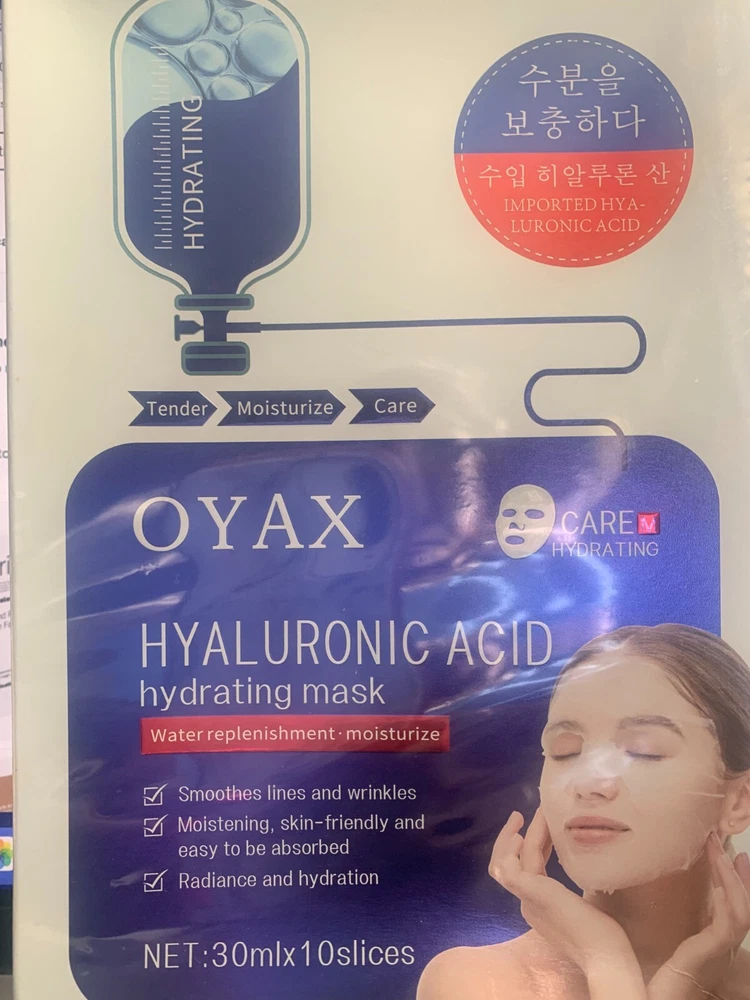 HYDRATING
수분을
보충하다
수입 히알루론 산
IMPORTED HYA-
LURONIC ACID
Tender Moisturize Care
OYAX
CARE
HYDRATING
HYALURONIC ACID
hydrating mask
Water replenishment·moisturize
Smoothes lines and wrinkles
Moistening, skin-friendly and
easy to be absorbed
Radiance and hydration
NET:30mlx10slices